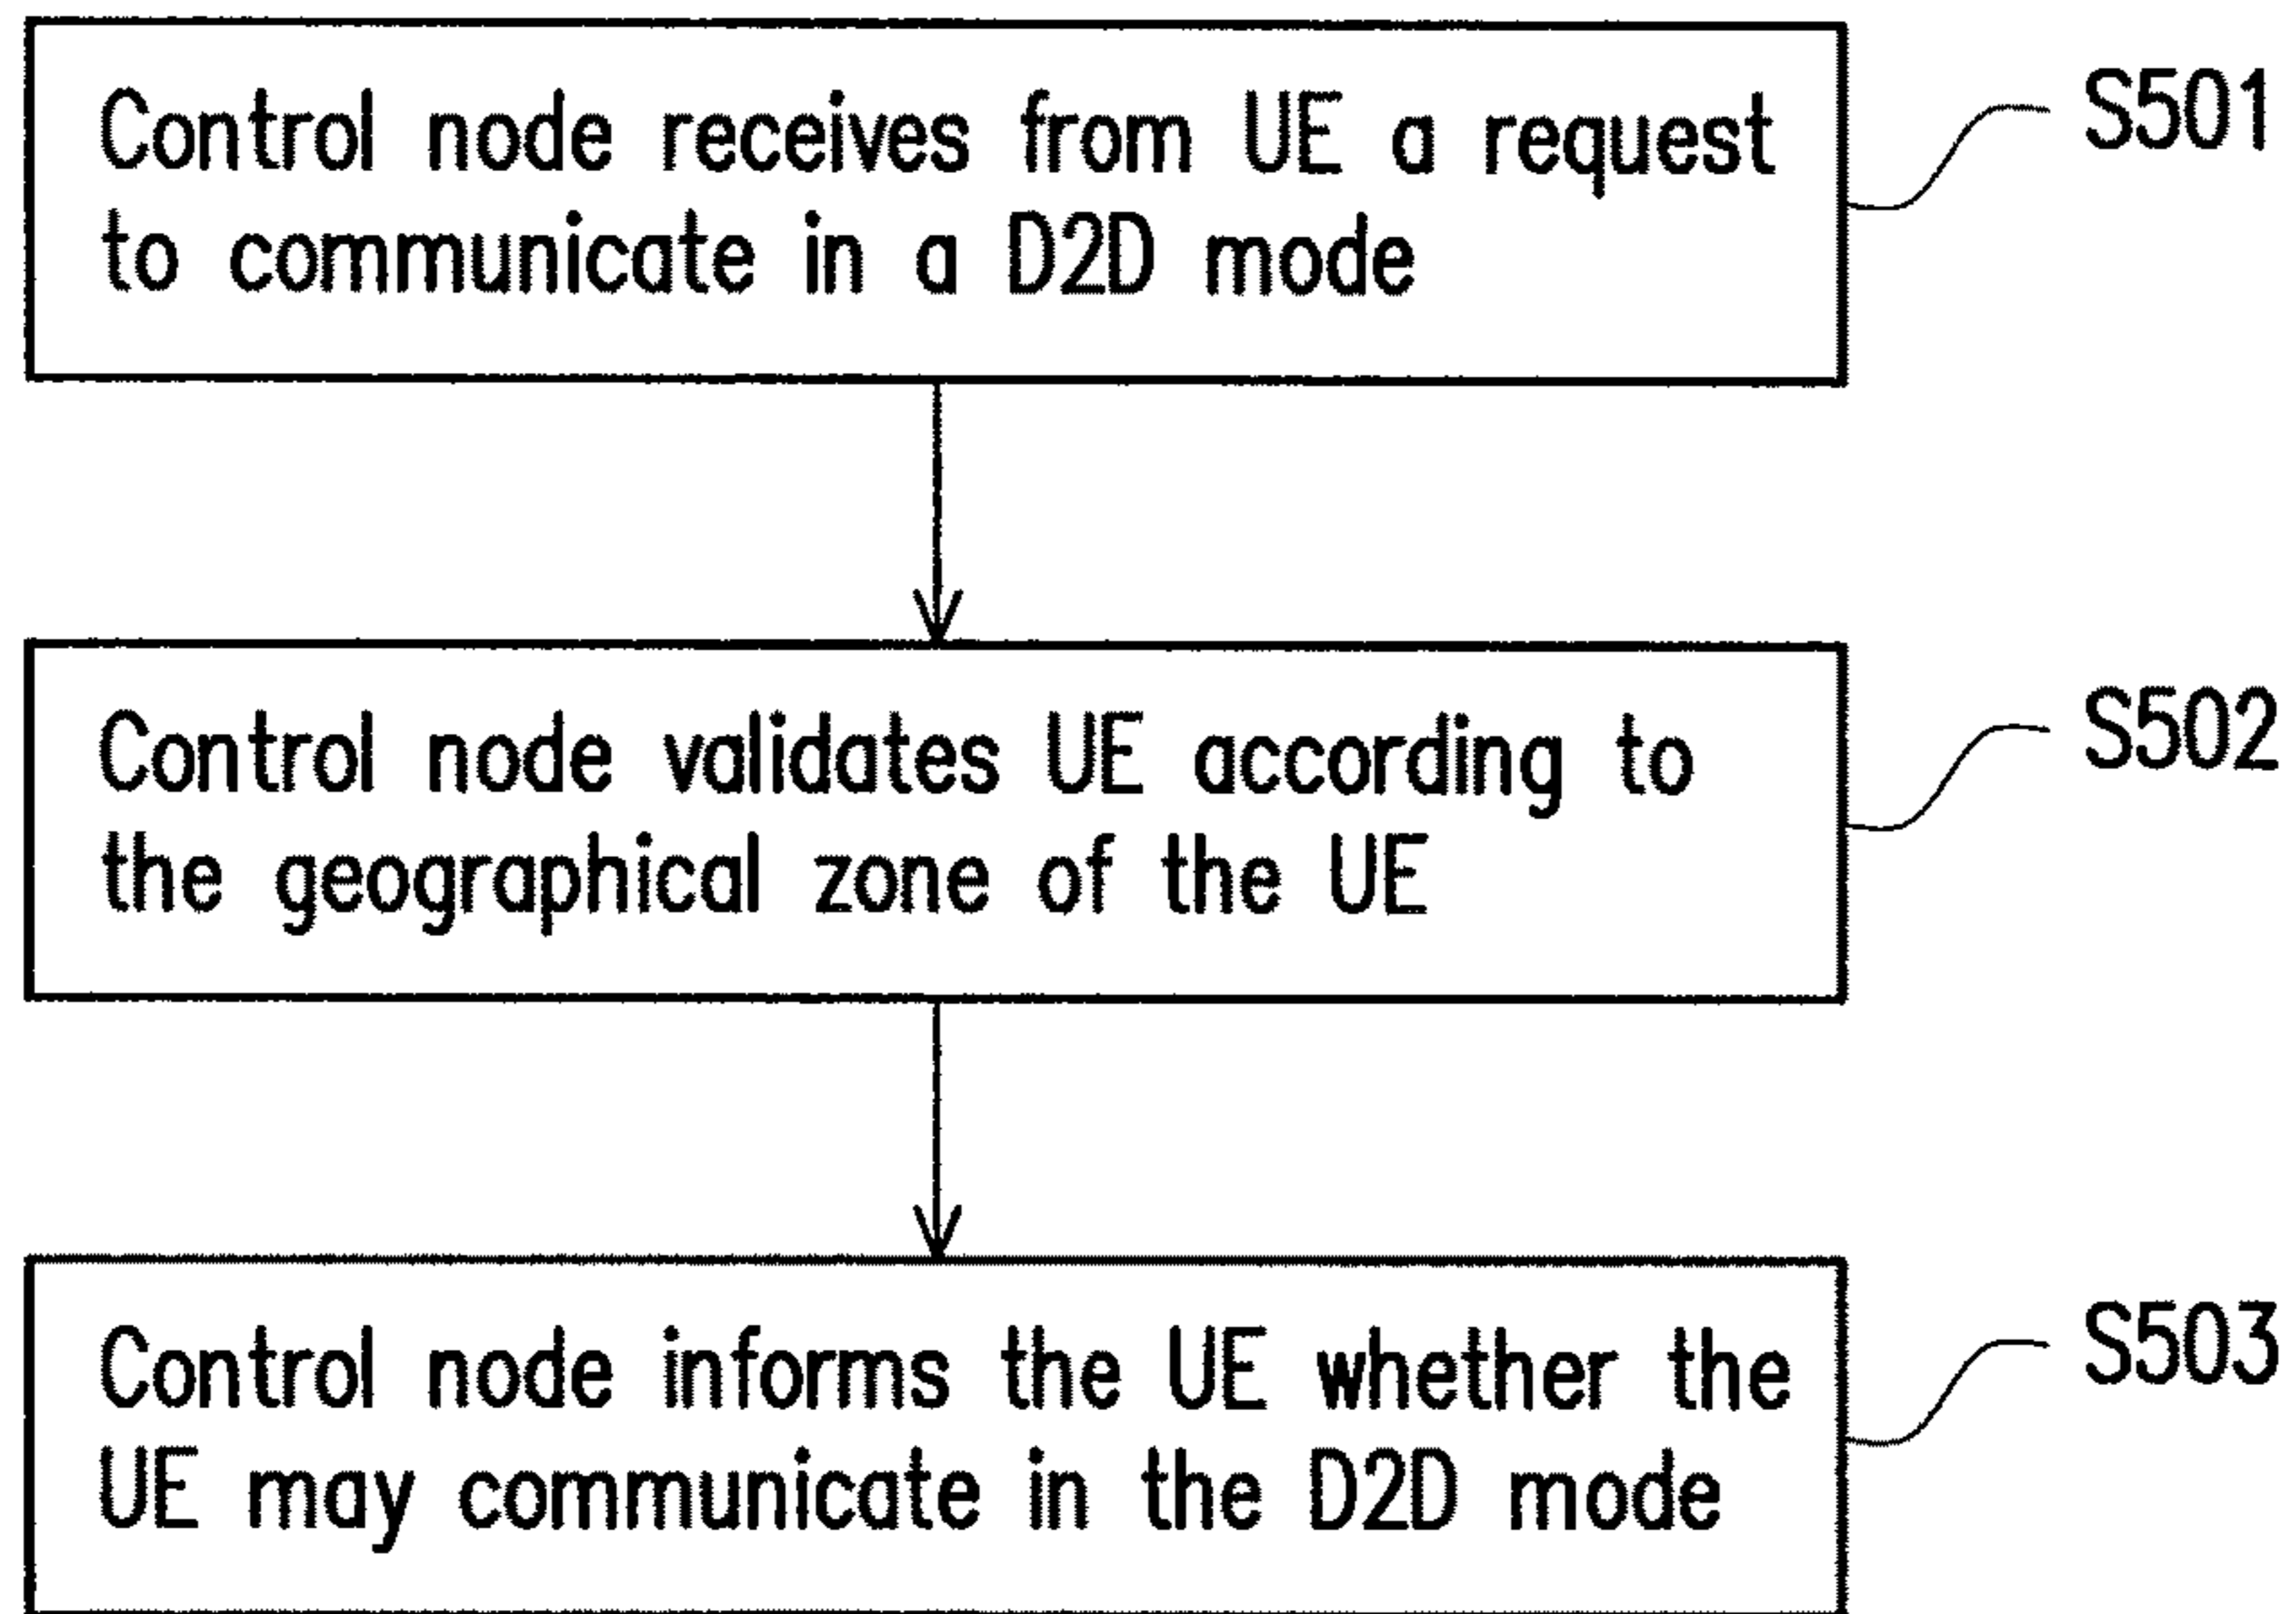 Control node receives from UE a request
to communicate in a D2D mode
S501
Control node validates UE according to
the geographical zone of the UE
S502
Control node informs the UE whether the
UE may communicate in the D2D mode
S503